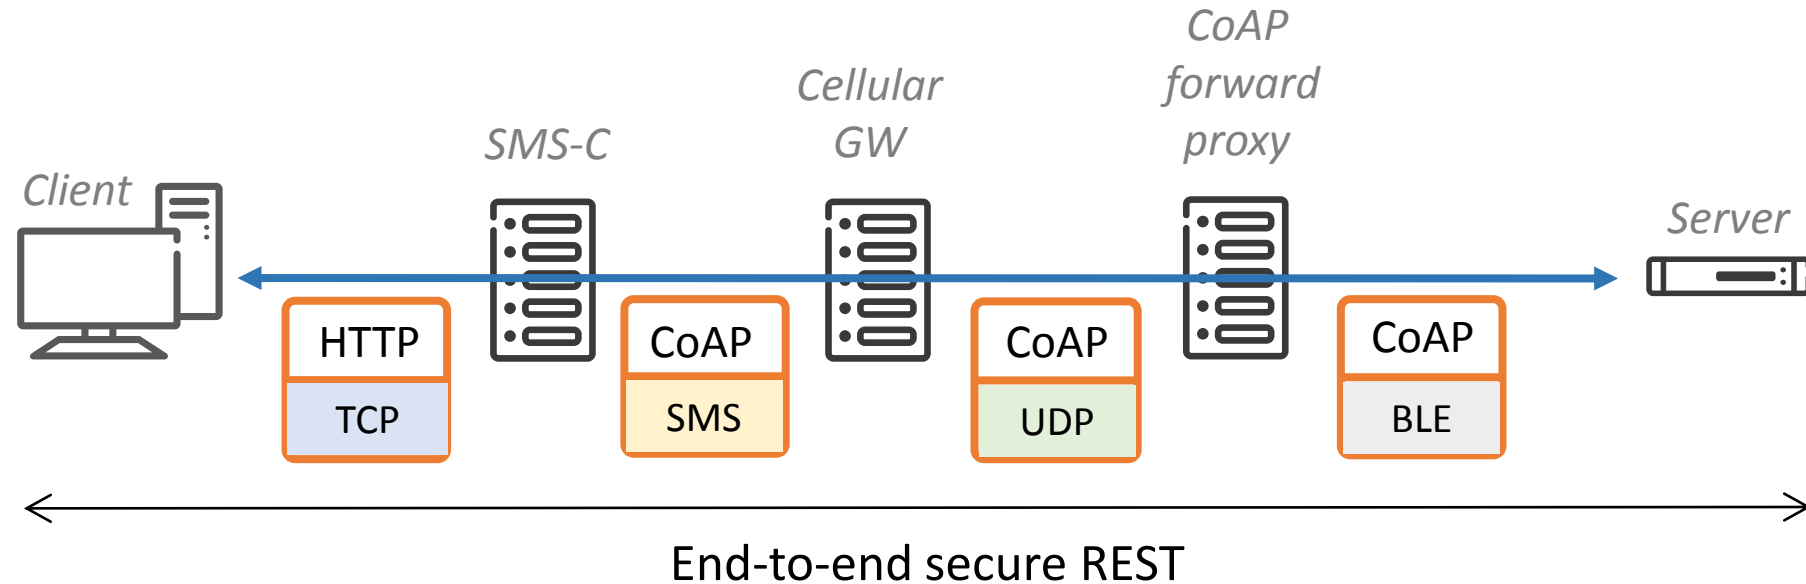 CoAP
forward
proxy
Cellular
GW
SMS-C
Client
Server
HTTP
TCP
CoAP
SMS
CoAP
UDP
CoAP
BLE
End-to-end secure REST